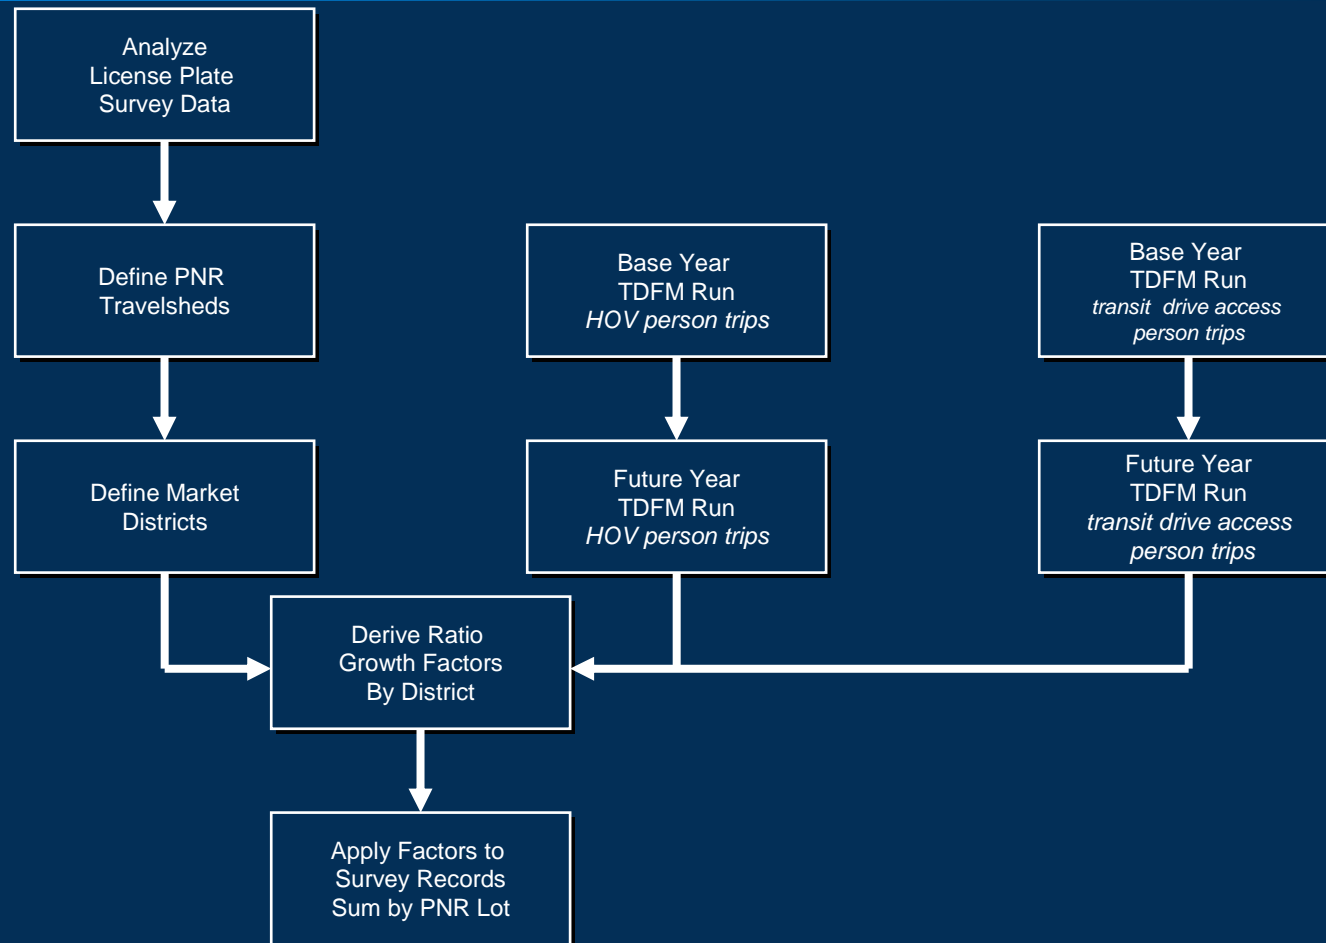 Analyze
License Plate
Survey Data
Define PNR
Travelsheds
Base Year
TDFM Run
HOV person trips
Base Year
TDFM Run
transit drive access
person trips
Define Market
Districts
Future Year
TDFM Run
HOV person trips
Future Year
TDFM Run
transit drive access
person trips
Derive Ratio
Growth Factors
By District
Apply Factors to
Survey Records
Sum by PNR Lot